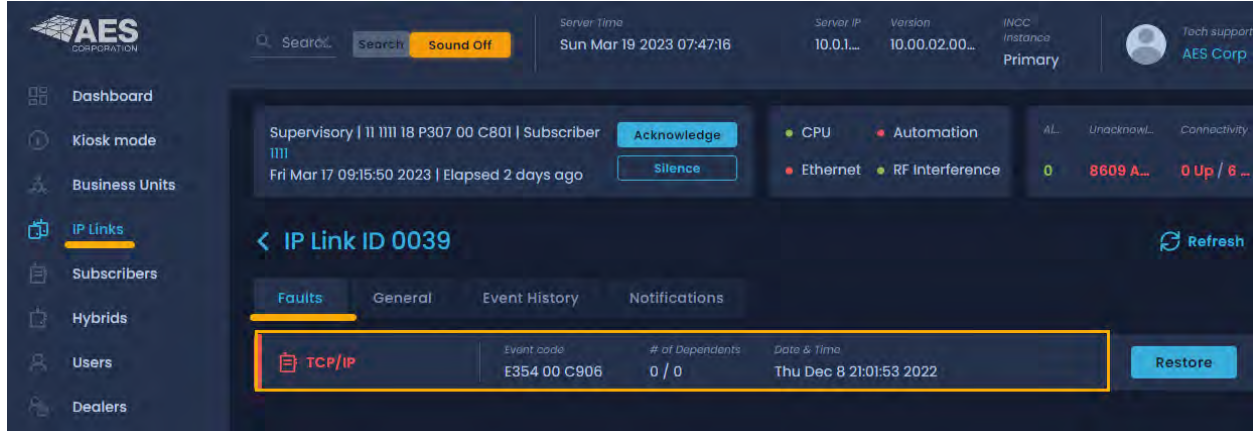 AES
CORPORATION
Search
Sound Off
Server Time
Sun Mar 19 2023 07:47:16
Server IP
10.0.1....
Version
10.00.02.00...
INCC
Instance
Primary
Tech support
AES Corp
Dashboard
Kiosk mode
Business Units
IP Links
Subscribers
Hybrids
Users
Dealers
Supervisory | 11 1111 18 P307 00 C801 | Subscriber
1111
Fri Mar 17 09:15:50 2023 | Elapsed 2 days ago
Acknowledge
Silence
CPU
Automation
Ethernet
RF Interference
AL..
0
Unacknowl...
8609 A...
Connectivity
0 Up / 6 ...
IP Link ID 0039
Refresh
Faults
General
Event History
Notifications
TCP/IP
Event code
E354 00 C906
# of Dependents
0 / 0
Date & Time
Thu Dec 8 21:01:53 2022
Restore